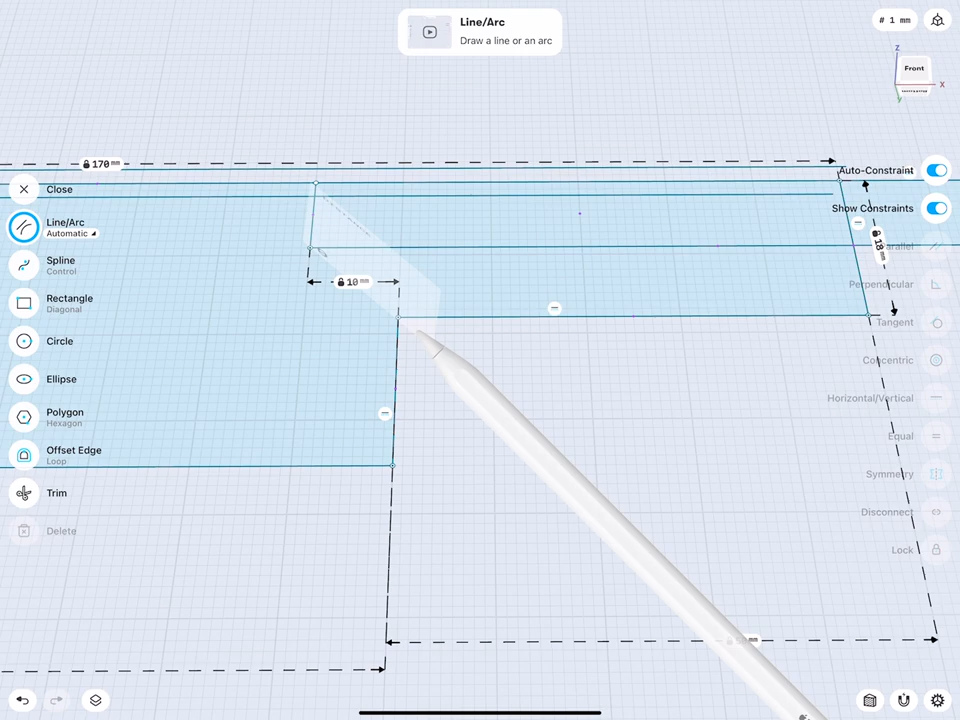 Line/Arc
Draw a line or an arc
# 1 mm
Z
Front
X
Y
170 mm
Auto-Constraint
Close
Show Constraints
Line/Arc
Automatic
18
Parallel
Spline
Control
10 mm
Perpendicular
Rectangle
Diagonal
Tangent
Circle
Concentric
Ellipse
Horizontal/Vertical
Polygon
Hexagon
Equal
Offset Edge
Loop
Symmetry
Trim
Disconnect
Delete
Lock